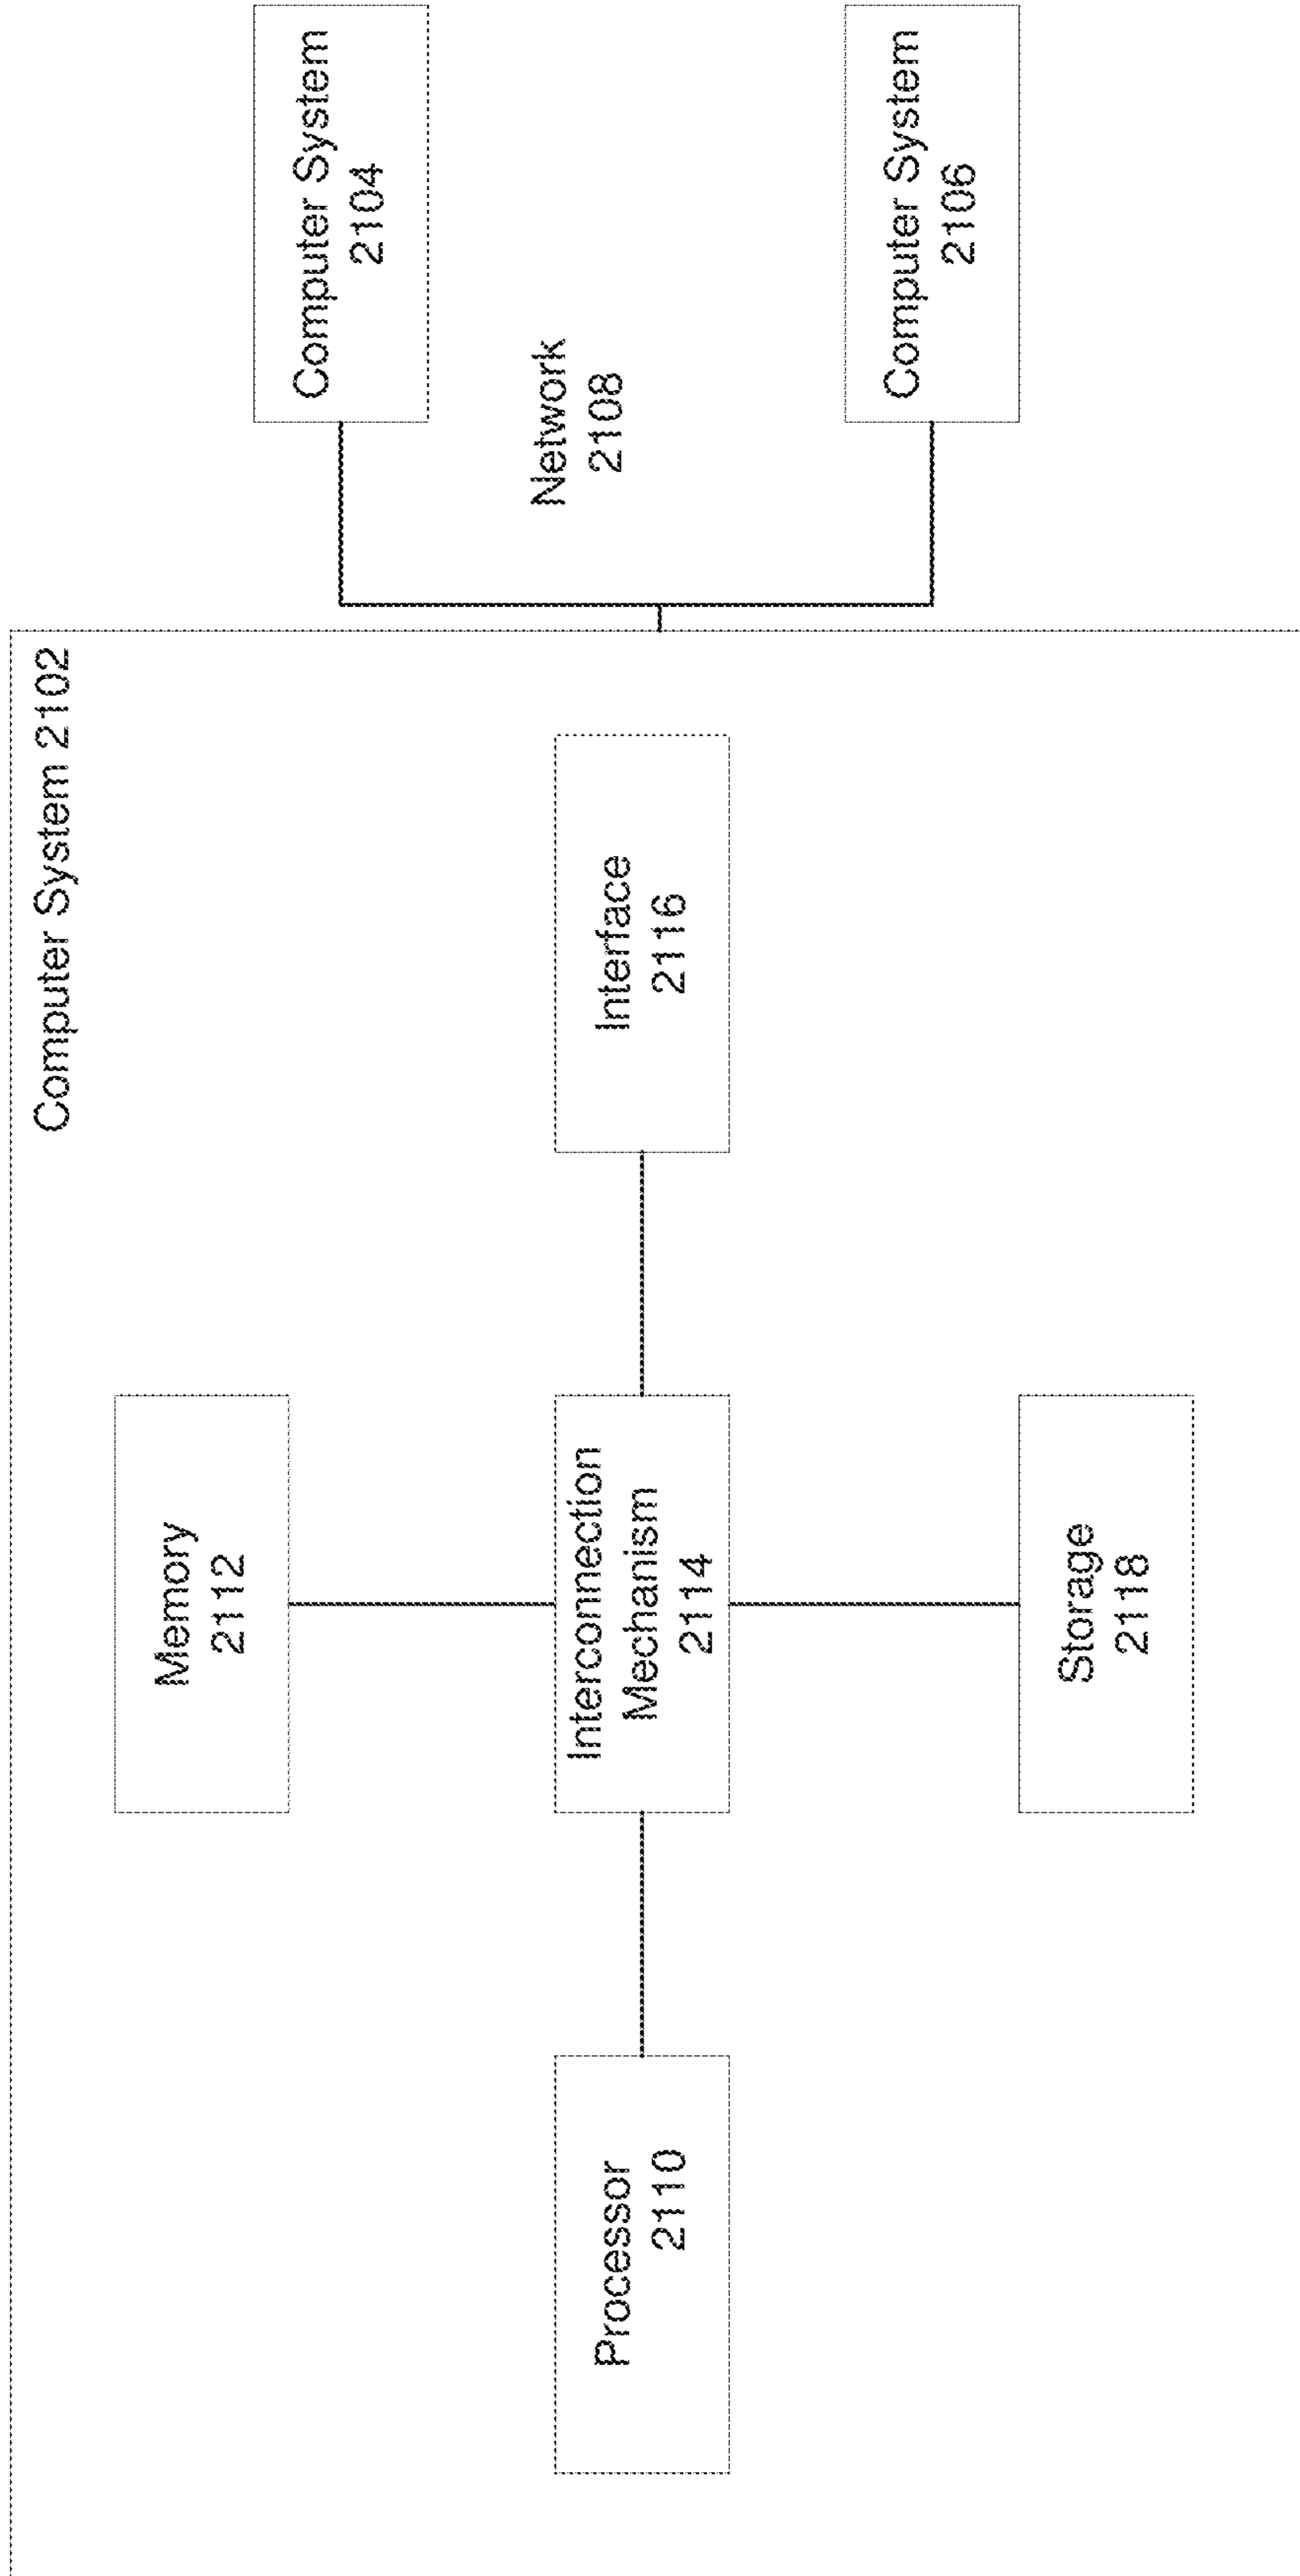 Computer System 2102
Memory
2112
Processor
2110
Interconnection
Mechanism
2114
Interface
2116
Storage
2118
Computer System
2104
Network
2108
Computer System
2106